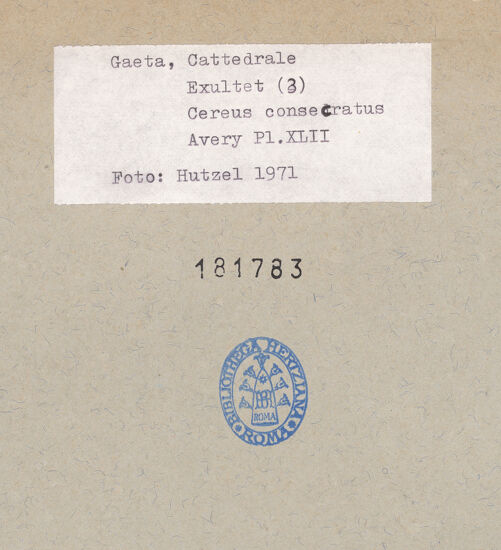 Gaeta, Cattedrale
Exultet (3)
Cereus consecratus
Avery Pl.XLII
Foto: Hutzel 1971
181783
BIBLIOTHECA HERTZIANA
ROMA
ROMA